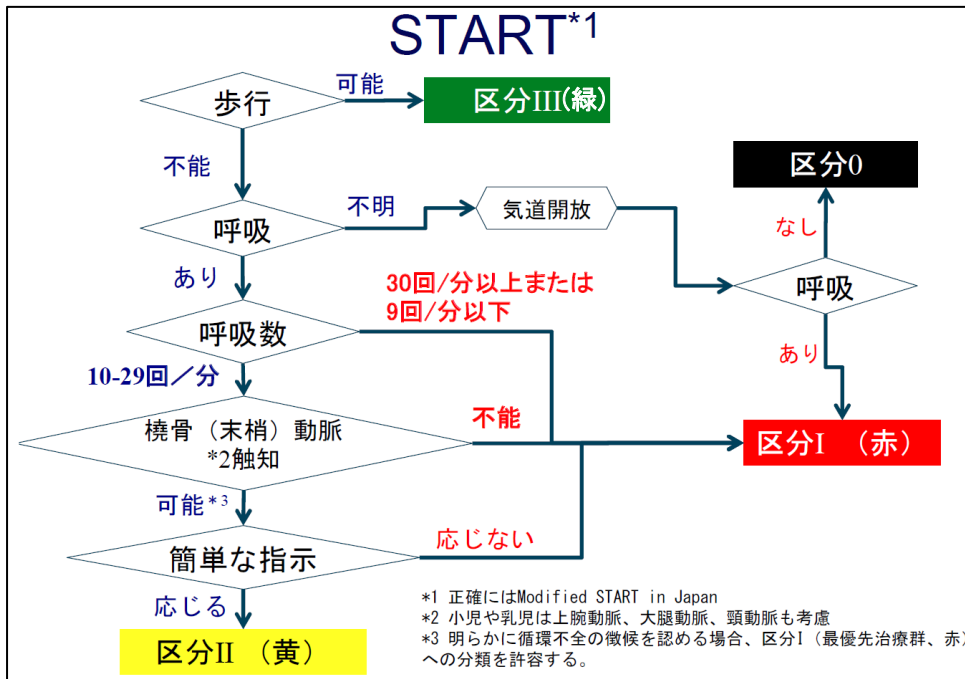 START*1
歩行
可能
区分III(緑)
不能
区分0
呼吸
不明
気道開放
なし
呼吸
あり
30回/分以上または
9回/分以下
呼吸数
あり
10-29回／分
橈骨（末梢）動脈
*2触知
不能
区分I （赤）
可能*3
簡単な指示
応じない
応じる
区分II （黄）
*1 正確にはModified START in Japan
*2 小児や乳児は上腕動脈、大腿動脈、頸動脈も考慮
*3 明らかに循環不全の徴候を認める場合、区分I（最優先治療群、赤）
への分類を許容する。